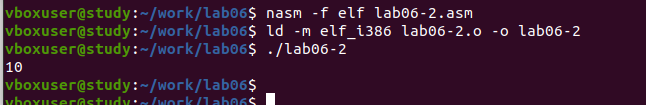 vboxuser@study:~/work/lab06$ nasm -f elf lab06-2.asm
vboxuser@study:~/work/lab06$ ld -m elf_i386 lab06-2.o -o lab06-2
vboxuser@study:~/work/lab06$ ./lab06-2
10
vboxuser@study:~/work/lab06$
vboxuser@study:~/work/lab06$